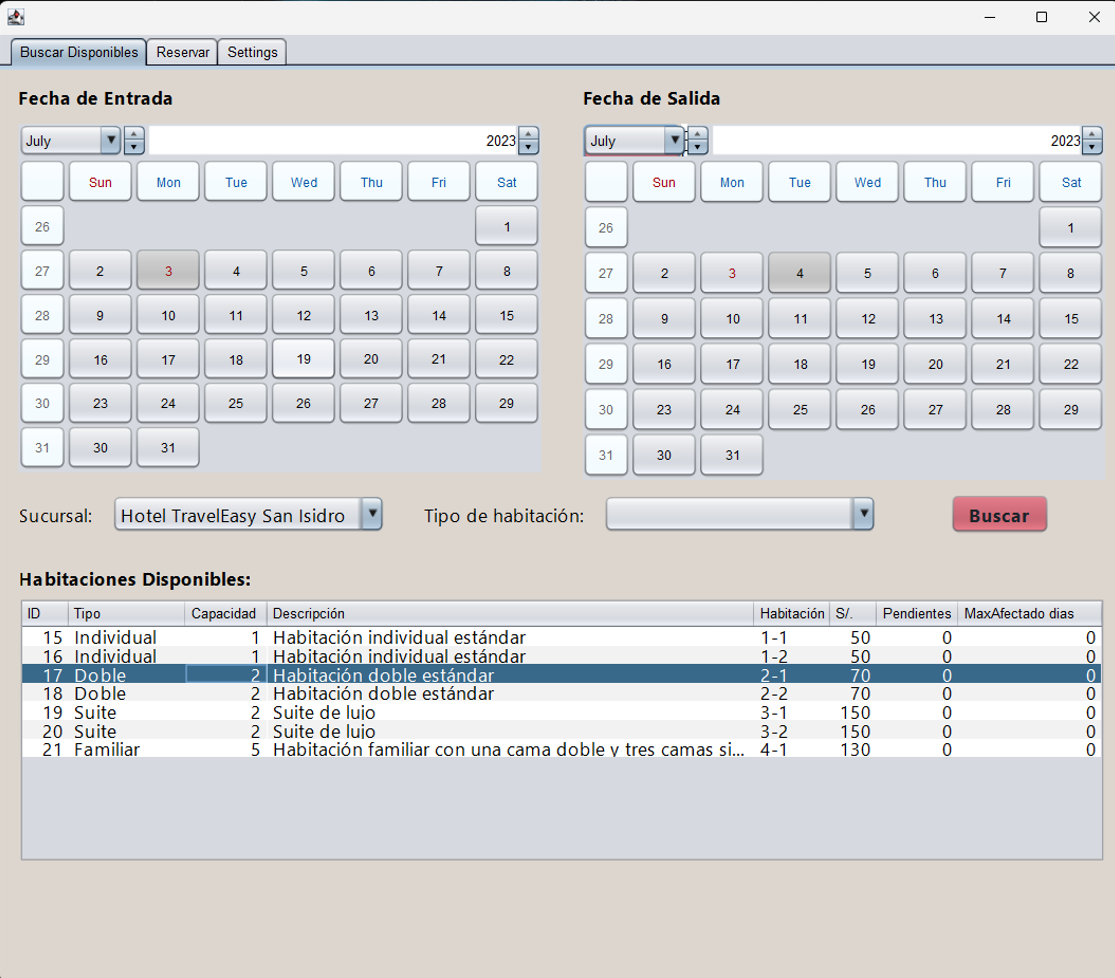 Buscar Disponibles Reservar Settings
Fecha de Entrada Fecha de Salida
July 2023 July 2023
Sun Mon Tue Wed Thu Fri Sat Sun Mon Tue Wed Thu Fri Sat
26 1 26 1
27 2 3 4 5 6 7 8 27 2 3 4 5 6 7 8
28 9 10 11 12 13 14 15 28 9 10 11 12 13 14 15
29 16 17 18 19 20 21 22 29 16 17 18 19 20 21 22
30 23 24 25 26 27 28 29 30 23 24 25 26 27 28 29
31 30 31 31 30 31
Sucursal: Hotel TravelEasy San Isidro Tipo de habitación: Buscar
Habitaciones Disponibles:
ID Tipo Capacidad Descripción Habitación S/. Pendientes MaxAfectado dias
15 Individual 1 Habitación individual estándar 1-1 50 0 0
16 Individual 1 Habitación individual estándar 1-2 50 0 0
17 Doble 2 Habitación doble estándar 2-1 70 0 0
18 Doble 2 Habitación doble estándar 2-2 70 0 0
19 Suite 2 Suite de lujo 3-1 150 0 0
20 Suite 2 Suite de lujo 3-2 150 0 0
21 Familiar 5 Habitación familiar con una cama doble y tres camas si... 4-1 130 0 0